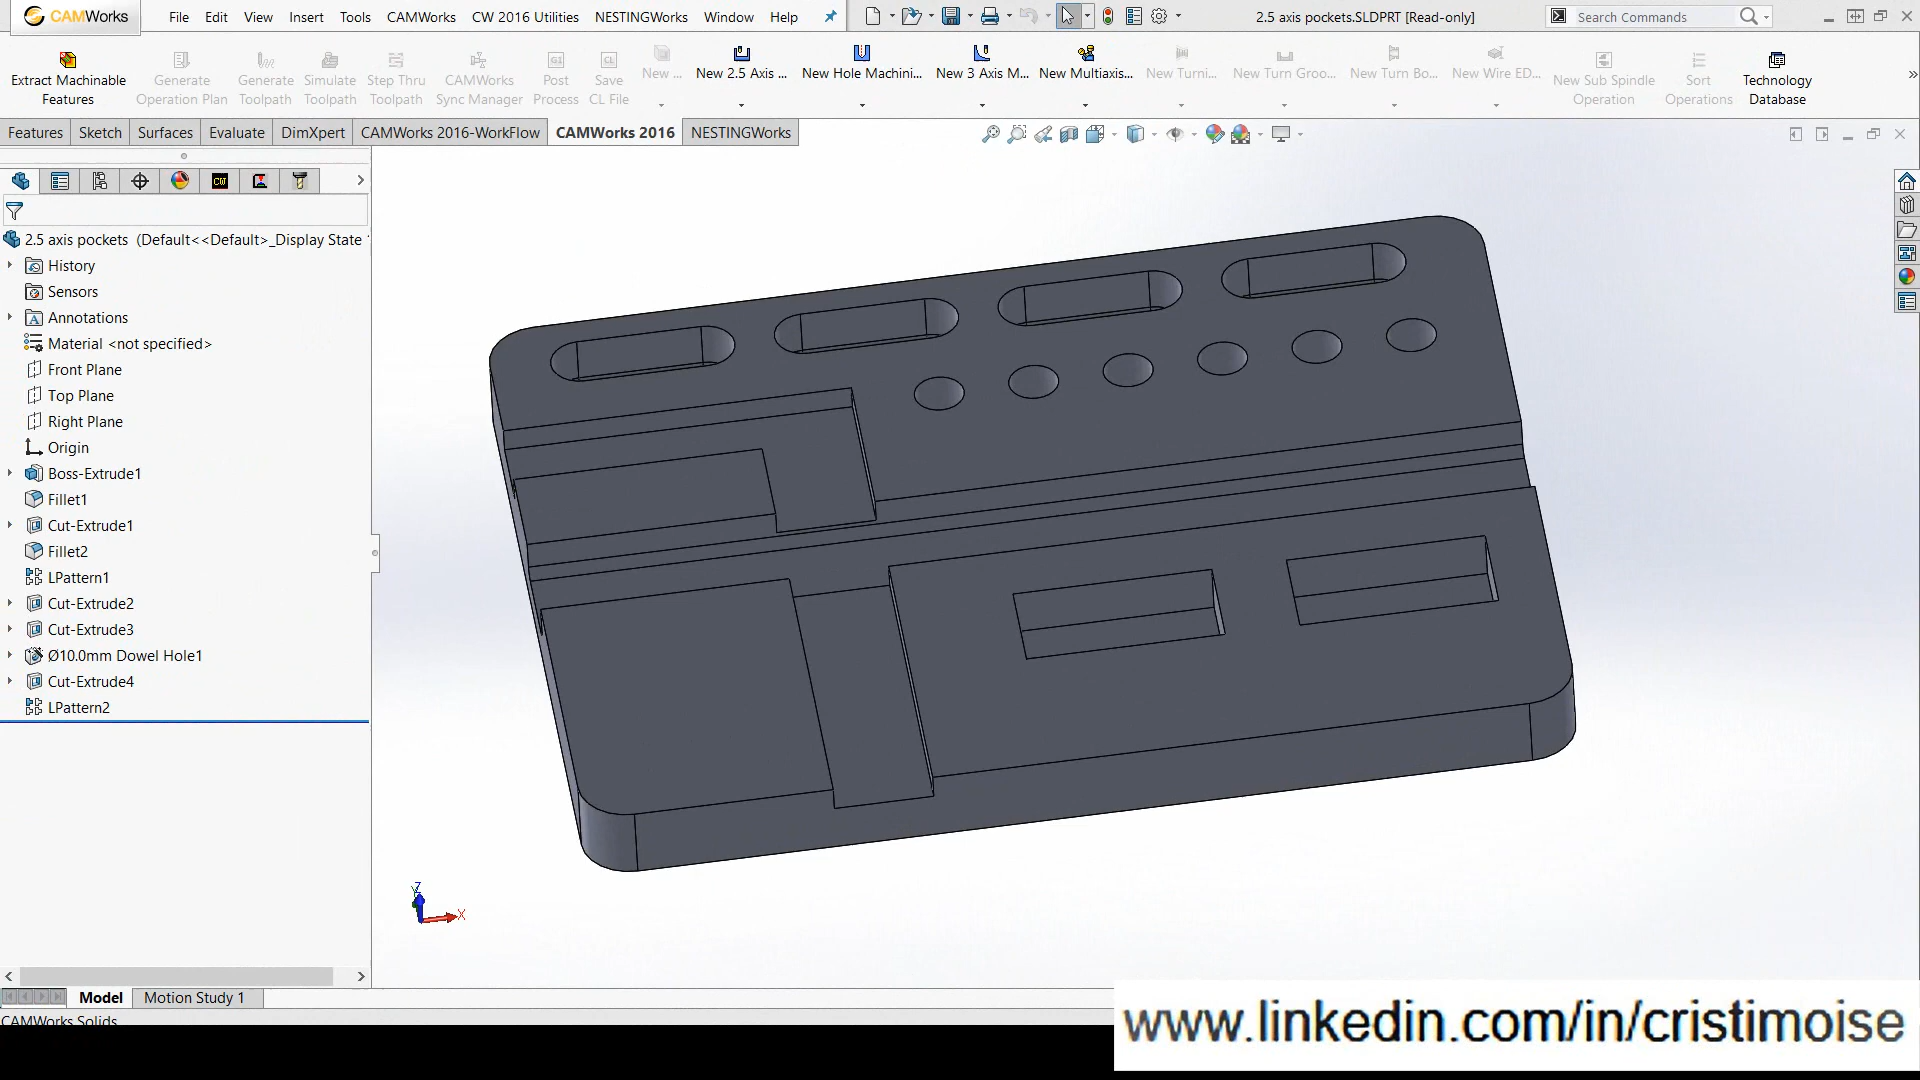 CAMWorks
File Edit View Insert Tools CAMWorks CW 2016 Utilities NESTINGWorks Window Help
2.5 axis pockets.SLDPRT [Read-only]
Search Commands
Extract Machinable Features
Generate Operation Plan
Generate Toolpath
Simulate Toolpath
Step Thru Toolpath
CAMWorks Sync Manager
Post Process
Save CL File
New ...
New 2.5 Axis ...
New Hole Machini...
New 3 Axis M...
New Multiaxis...
New Turni...
New Turn Groo...
New Turn Bo...
New Wire ED...
New Sub Spindle Operation
Sort Operations
Technology Database
Features Sketch Surfaces Evaluate DimXpert CAMWorks 2016-WorkFlow CAMWorks 2016 NESTINGWorks
2.5 axis pockets (Default<<Default>_Display State
History
Sensors
Annotations
Material <not specified>
Front Plane
Top Plane
Right Plane
Origin
Boss-Extrude1
Fillet1
Cut-Extrude1
Fillet2
LPattern1
Cut-Extrude2
Cut-Extrude3
Ø10.0mm Dowel Hole1
Cut-Extrude4
LPattern2
Z
X
Model Motion Study 1
CAMWorks Solids
www.linkedin.com/in/cristimoise